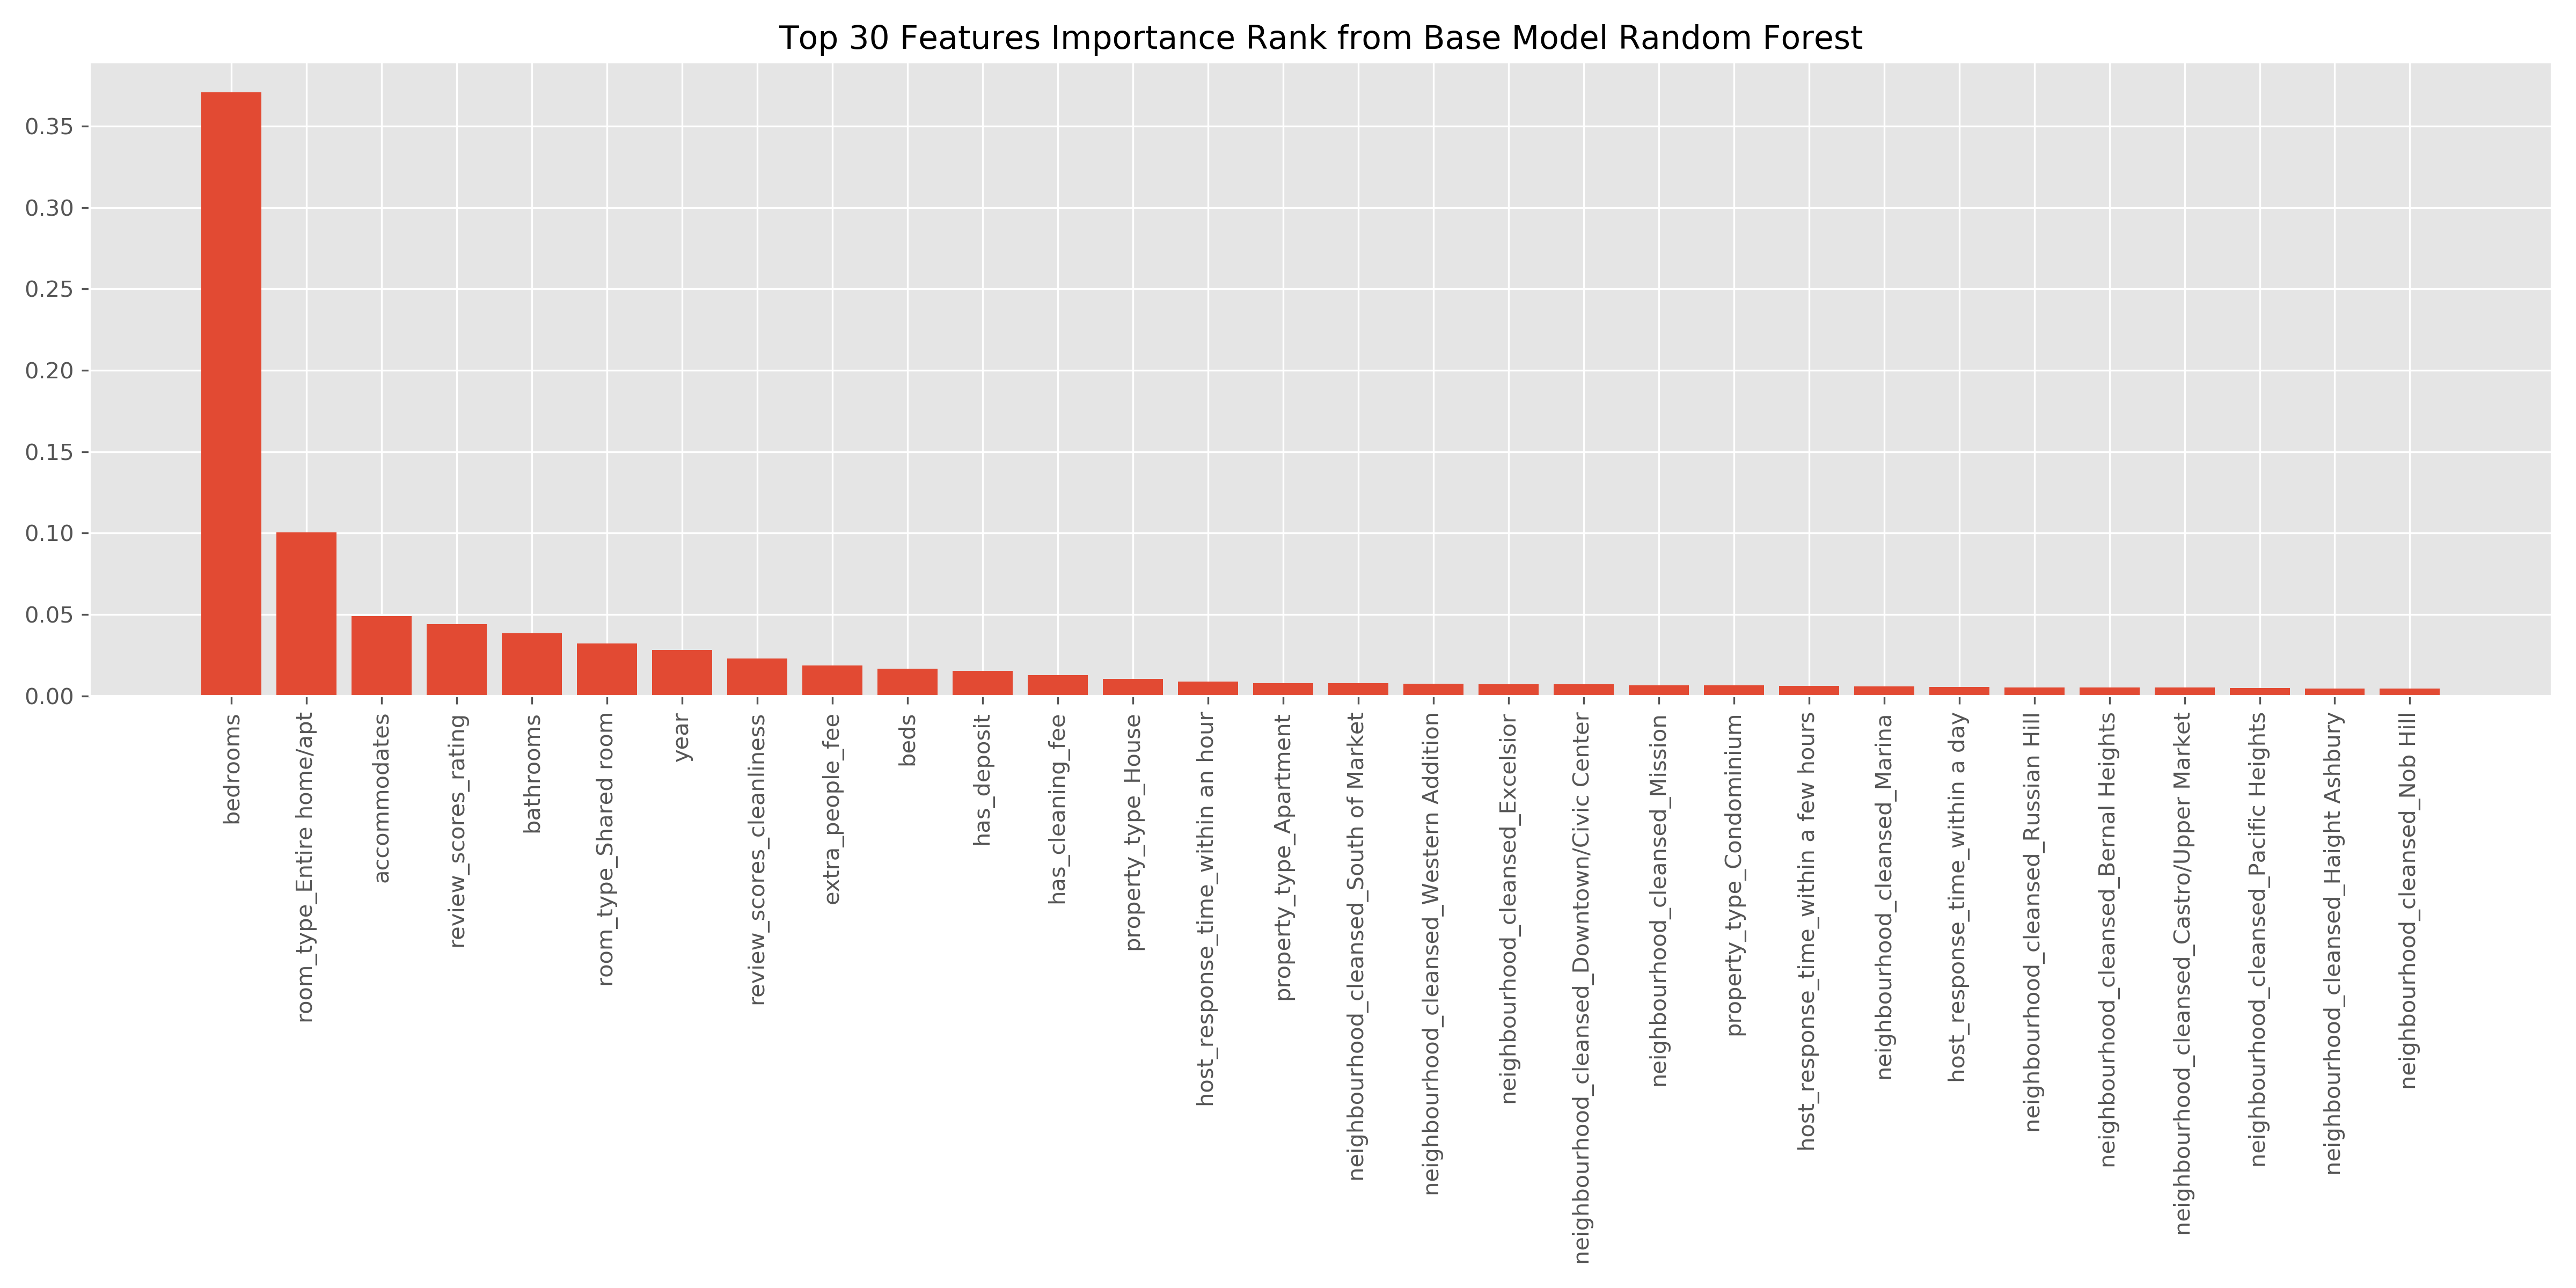 Top 30 Features Importance Rank from Base Model Random Forest
0.35
0.30
0.25
0.20
0.15
0.10
0.05
0.00
bedrooms
room_type_Entire home/apt
accommodates
review_scores_rating
bathrooms
room_type_Shared room
year
review_scores_cleanliness
extra_people_fee
beds
has_deposit
has_cleaning_fee
property_type_House
host_response_time_within an hour
property_type_Apartment
neighbourhood_cleansed_South of Market
neighbourhood_cleansed_Western Addition
neighbourhood_cleansed_Excelsior
neighbourhood_cleansed_Downtown/Civic Center
neighbourhood_cleansed_Mission
property_type_Condominium
host_response_time_within a few hours
neighbourhood_cleansed_Marina
host_response_time_within a day
neighbourhood_cleansed_Russian Hill
neighbourhood_cleansed_Bernal Heights
neighbourhood_cleansed_Castro/Upper Market
neighbourhood_cleansed_Pacific Heights
neighbourhood_cleansed_Haight Ashbury
neighbourhood_cleansed_Nob Hill